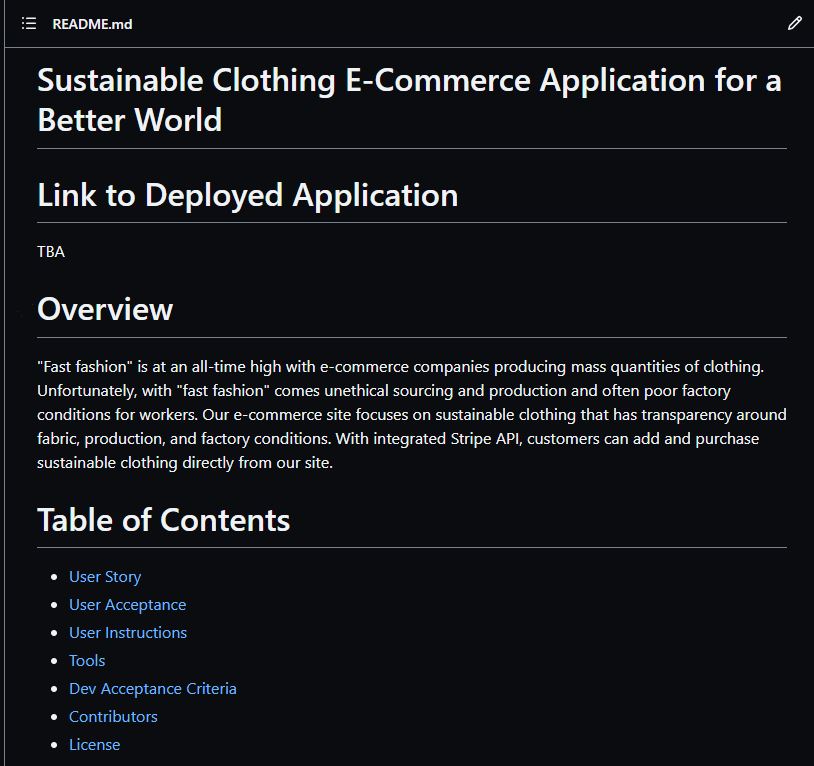 README.md
Sustainable Clothing E-Commerce Application for a
Better World
Link to Deployed Application
TBA
Overview
"Fast fashion" is at an all-time high with e-commerce companies producing mass quantities of clothing.
Unfortunately, with "fast fashion" comes unethical sourcing and production and often poor factory
conditions for workers. Our e-commerce site focuses on sustainable clothing that has transparency around
fabric, production, and factory conditions. With integrated Stripe API, customers can add and purchase
sustainable clothing directly from our site.
Table of Contents
User Story
User Acceptance
User Instructions
Tools
Dev Acceptance Criteria
Contributors
License